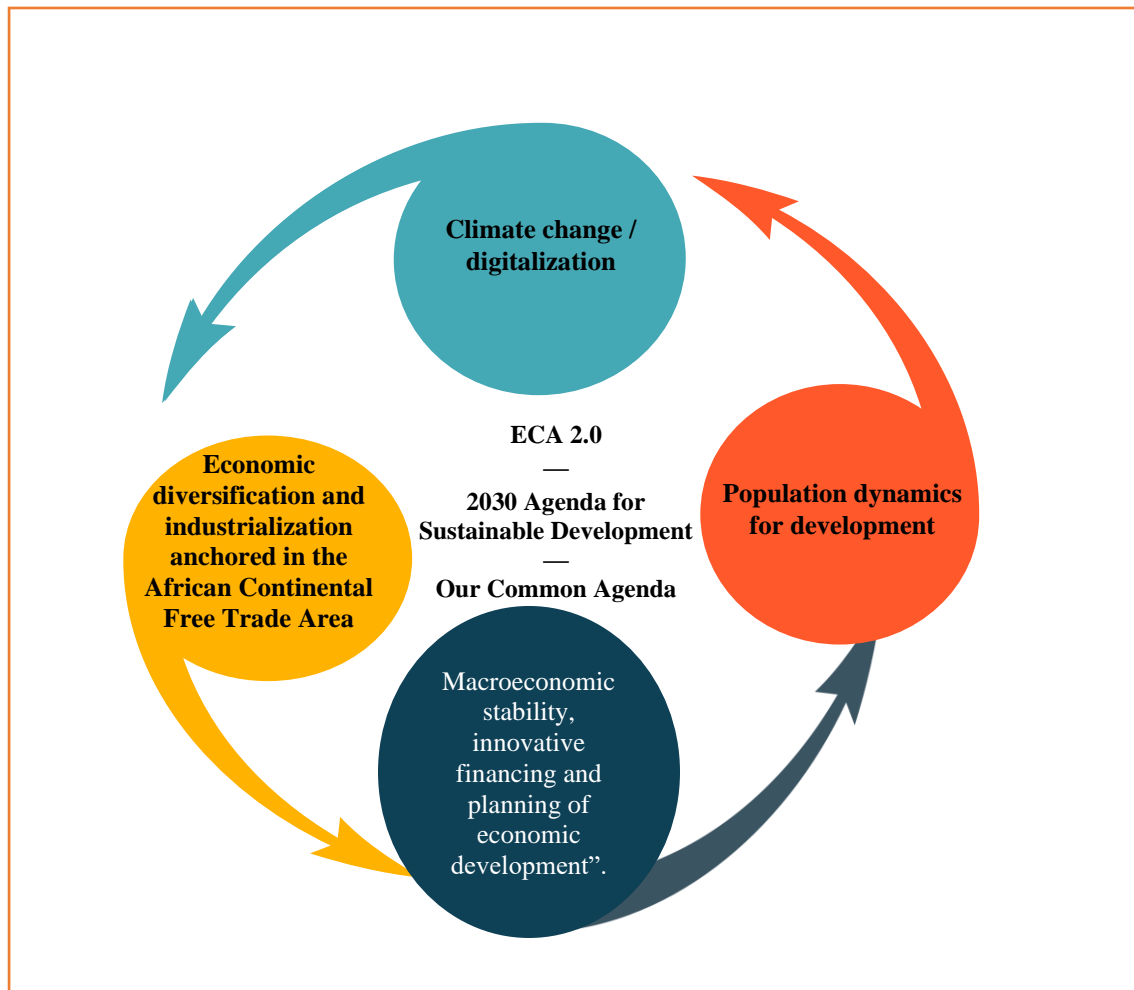 Climate change /
digitalization
ECA 2.0
—
2030 Agenda for
Sustainable Development
—
Our Common Agenda
Economic
diversification and
industrialization
anchored in the
African Continental
Free Trade Area
Population dynamics
for development
Macroeconomic
stability,
innovative
financing and
planning of
economic
development”.